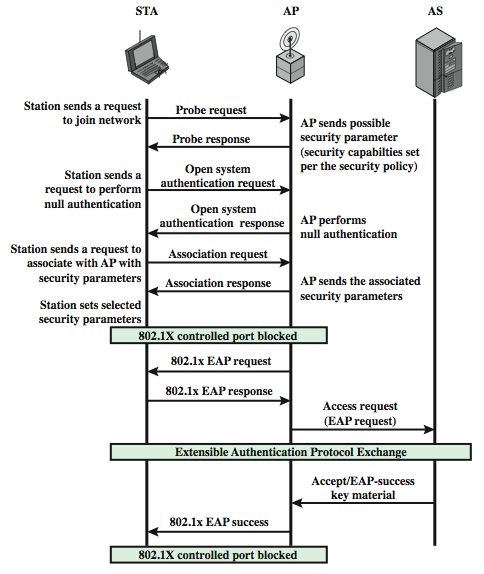 STA
AP
AS
Station sends a request
to join network
Probe request
AP sends possible
security parameter
(security capabilties set
per the security policy)
Probe response
Station sends a
request to perform
null authentication
Open system
authentication request
Open system
authentication response
AP performs
null authentication
Station sends a request to
associate with AP with
security parameters
Association request
Association response
AP sends the associated
security parameters
Station sets selected
security parameters
802.1X controlled port blocked
802.1x EAP request
802.1x EAP response
Access request
(EAP request)
Extensible Authentication Protocol Exchange
Accept/EAP-success
key material
802.1x EAP success
802.1X controlled port blocked